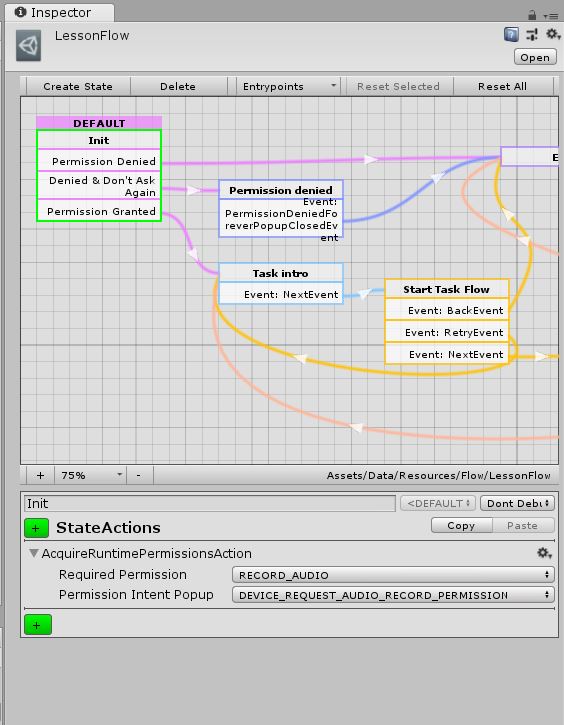 Inspector
LessonFlow
Open
Create State
Delete
Entrypoints
Reset Selected
Reset All
DEFAULT
Init
Permission Denied
Denied & Don't Ask
Again
Permission Granted
Permission denied
Event:
PermissionDeniedFo
reverPopupClosedEv
ent
E
Task intro
Event: NextEvent
Start Task Flow
Event: BackEvent
Event: RetryEvent
Event: NextEvent
+ 75% - Assets/Data/Resources/Flow/LessonFlow
Init <DEFAULT Dont Debu
+ StateActions Copy Paste
AcquireRuntimePermissionsAction
Required Permission RECORD_AUDIO
Permission Intent Popup DEVICE_REQUEST_AUDIO_RECORD_PERMISSION
+